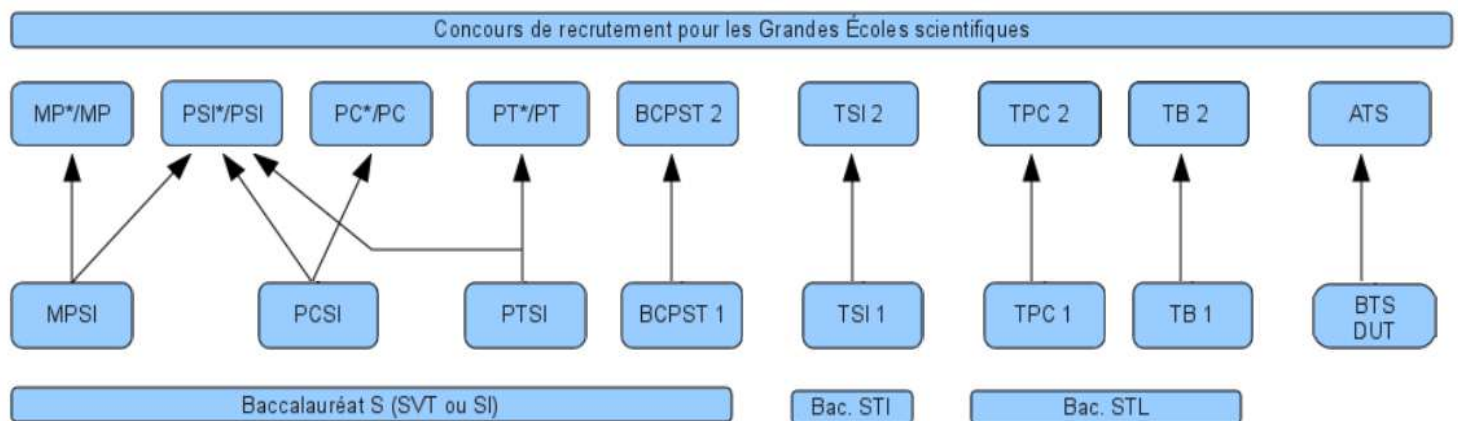 Concours de recrutement pour les Grandes Écoles scientifiques
MP*/MP
PSI*/PSI
PC*/PC
PT*/PT
BCPST 2
TSI 2
TPC 2
TB 2
ATS
MPSI
PCSI
PTSI
BCPST 1
TSI 1
TPC 1
TB 1
BTS
DUT
Baccalauréat S (SVT ou SI)
Bac. STI
Bac. STL